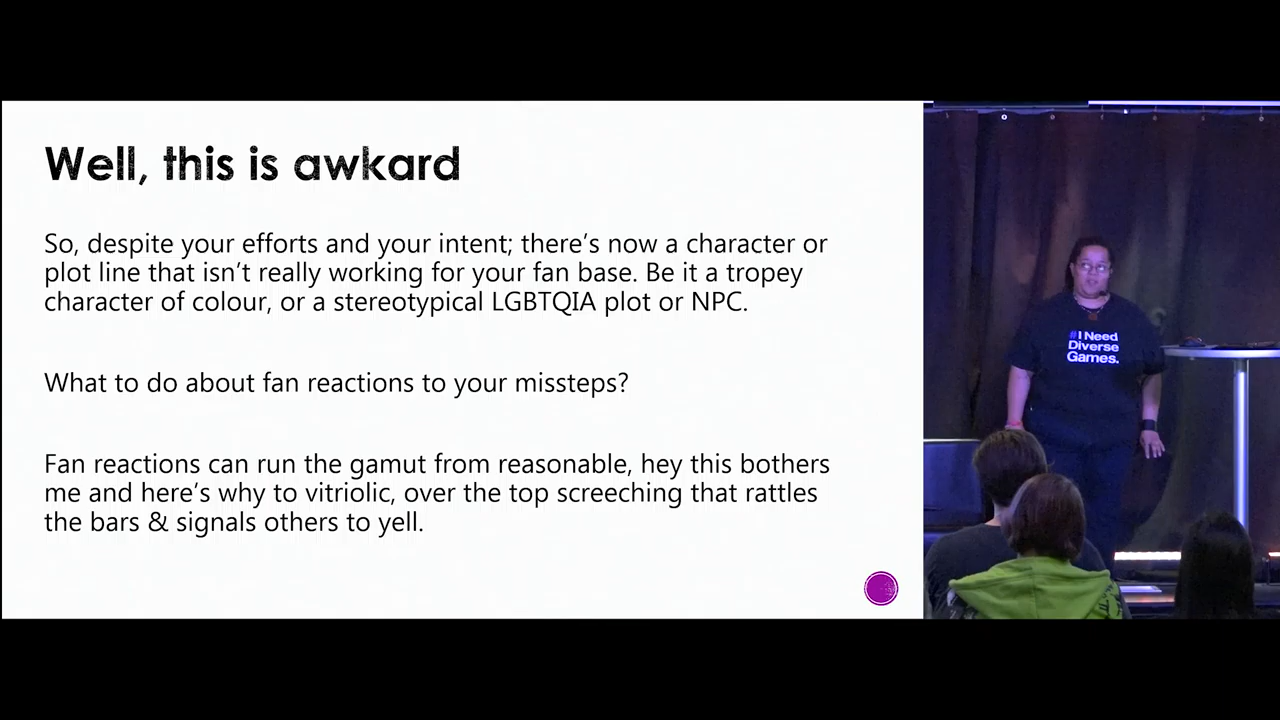 Well, this is awkard
So, despite your efforts and your intent; there's now a character or
plot line that isn't really working for your fan base. Be it a tropey
character of colour, or a stereotypical LGBTQIA plot or NPC.
What to do about fan reactions to your missteps?
Fan reactions can run the gamut from reasonable, hey this bothers
me and here's why to vitriolic, over the top screeching that rattles
the bars & signals others to yell.
#I Need
Diverse
Games.